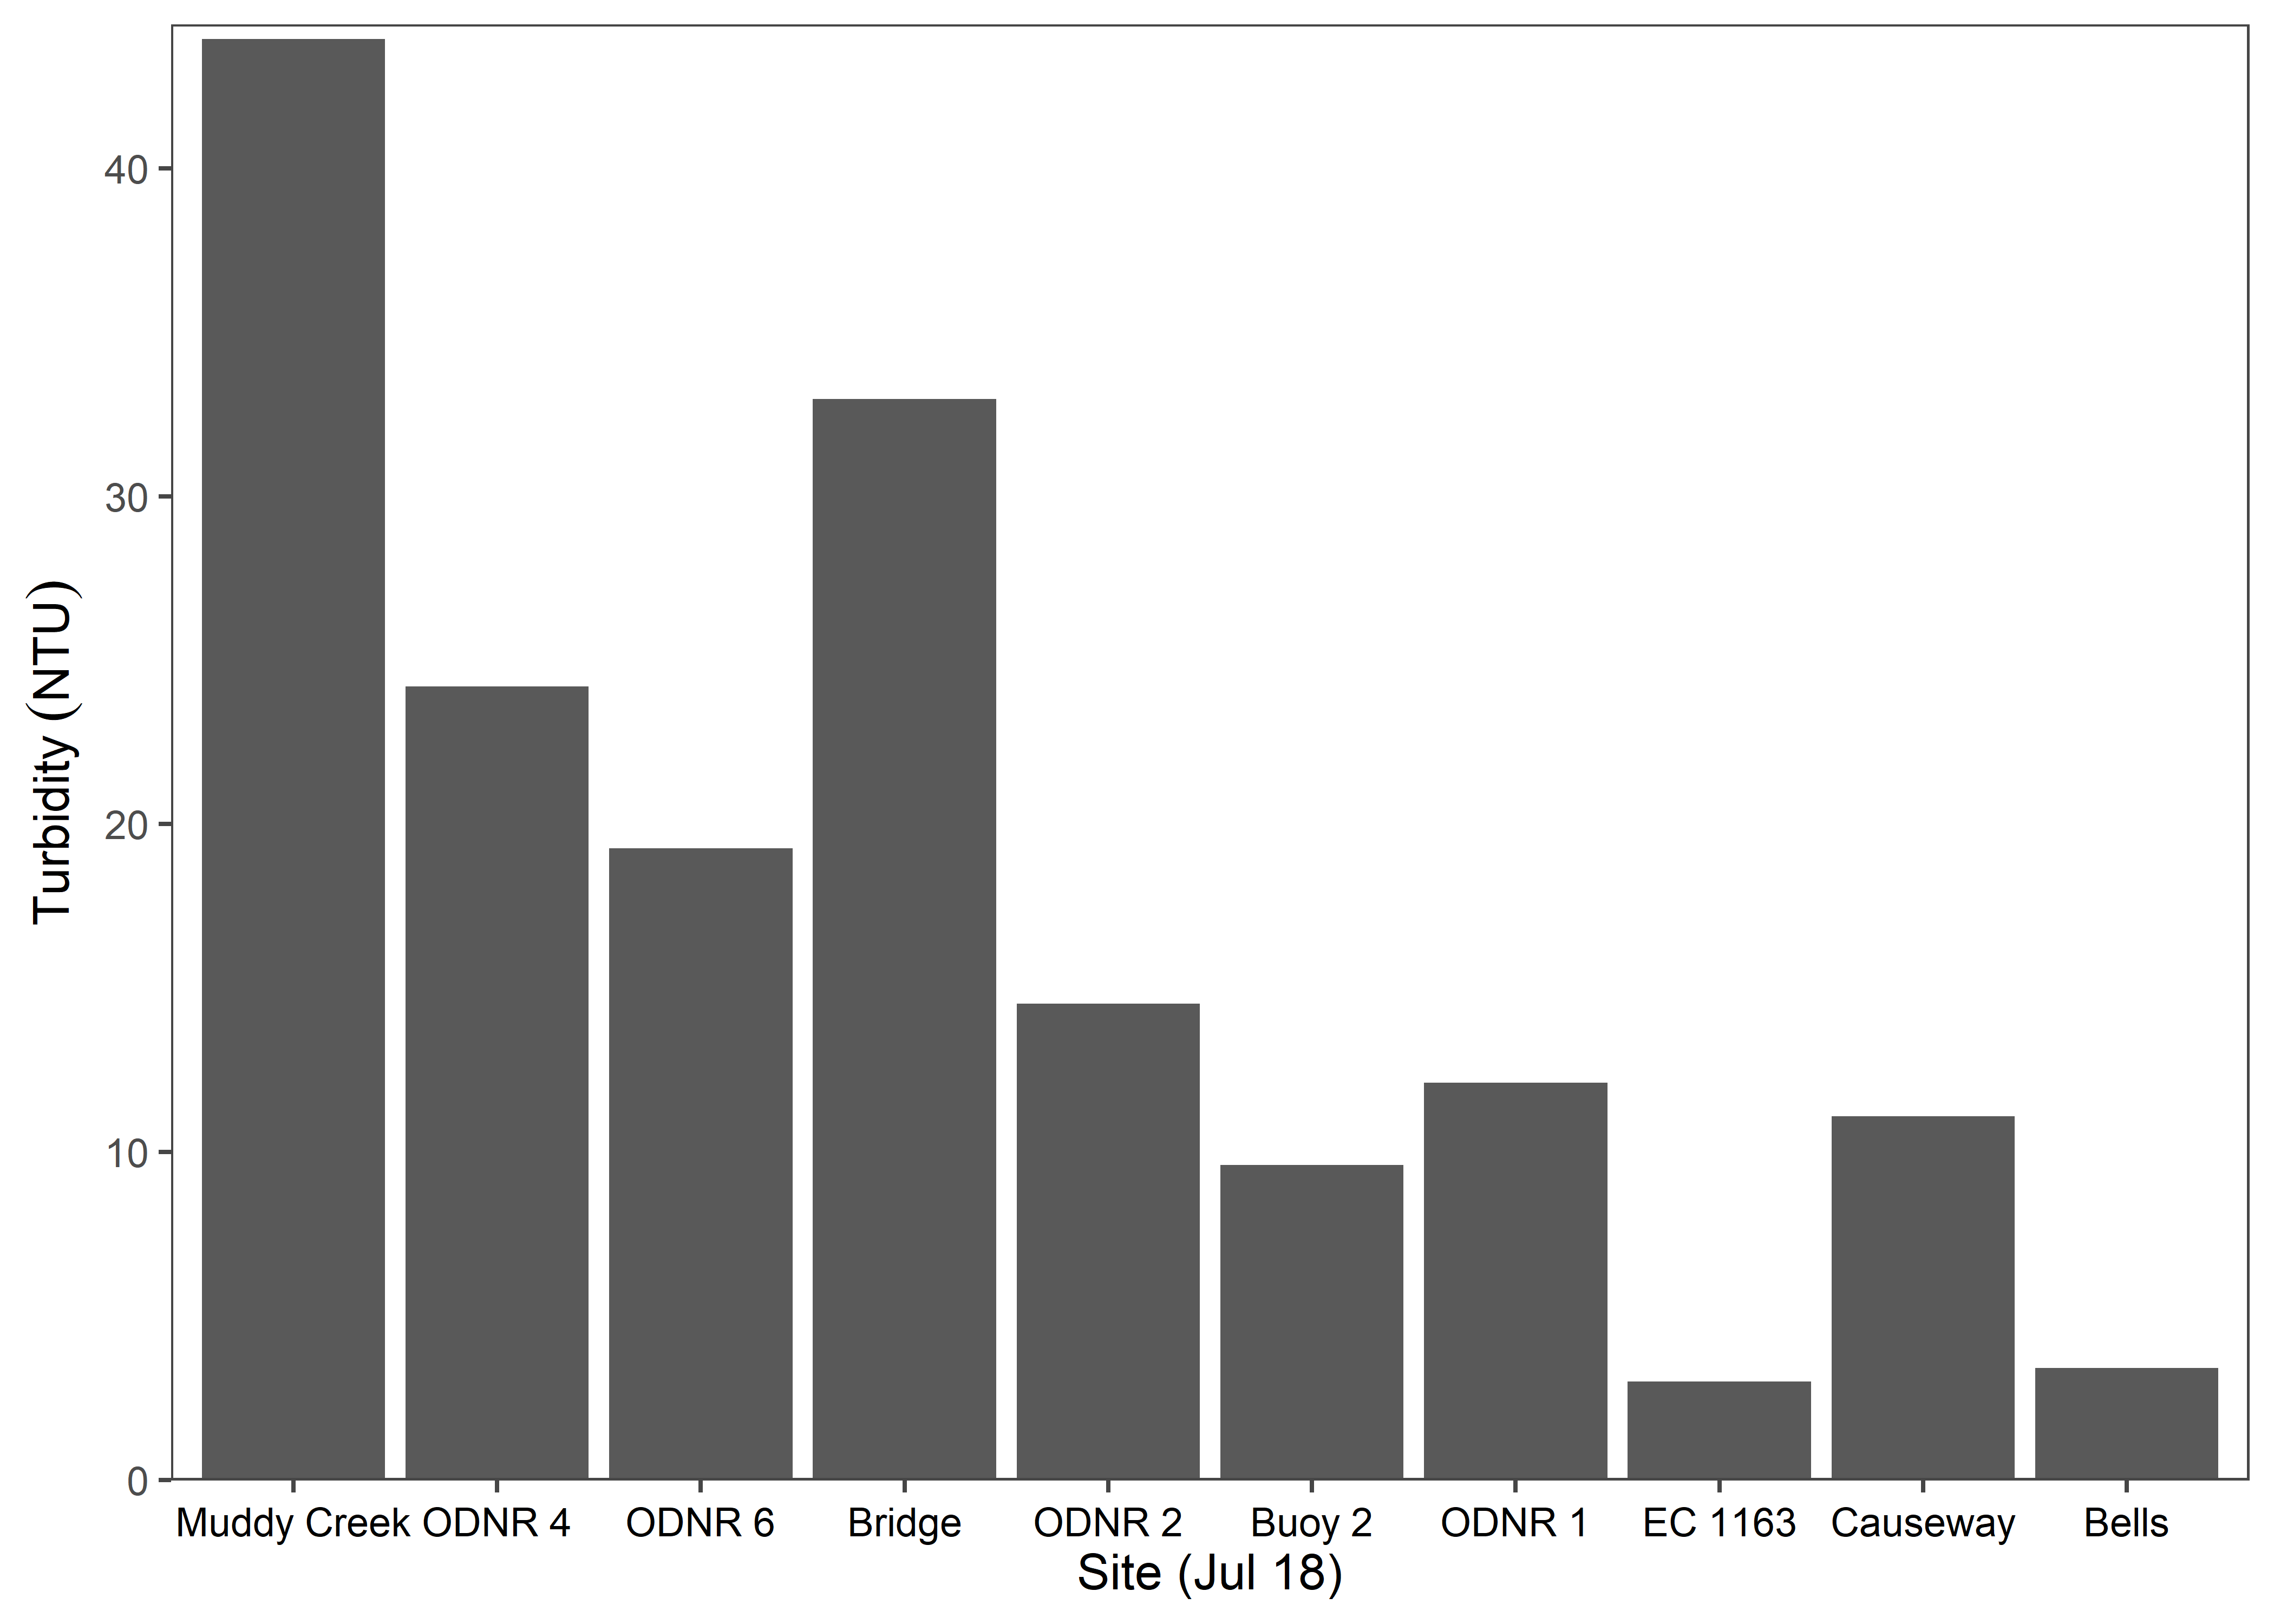 Turbidity (NTU)
40
30
20
10
0
Muddy Creek ODNR 4 ODNR 6 Bridge ODNR 2 Buoy 2 ODNR 1 EC 1163 Causeway Bells
Site (Jul 18)